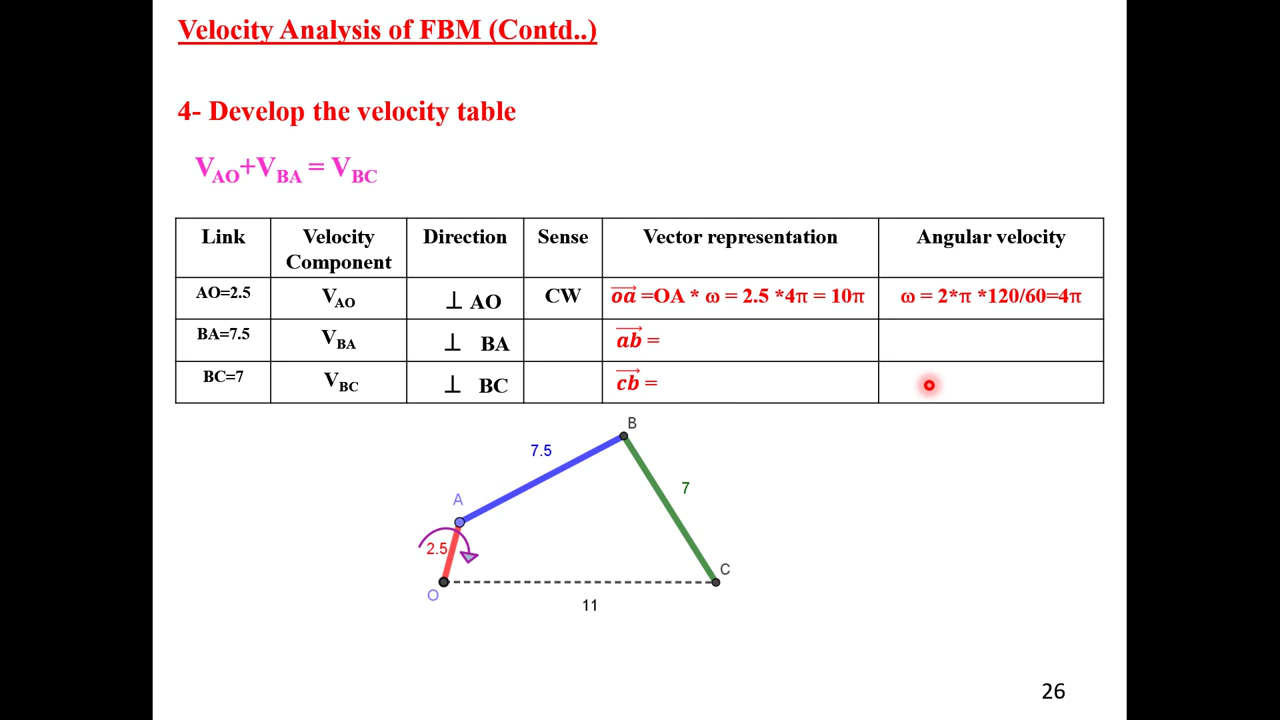 Velocity Analysis of FBM (Contd..)
4- Develop the velocity table
V_AO+V_BA = V_BC
Link Velocity Component Direction Sense Vector representation Angular velocity
AO=2.5 V_AO ⊥ AO CW oa⃗ =OA * ω = 2.5 *4π = 10π ω = 2*π *120/60=4π
BA=7.5 V_BA ⊥ BA ab⃗ =
BC=7 V_BC ⊥ BC cb⃗ =
B
7.5
A
7
2.5
C
O
11
26